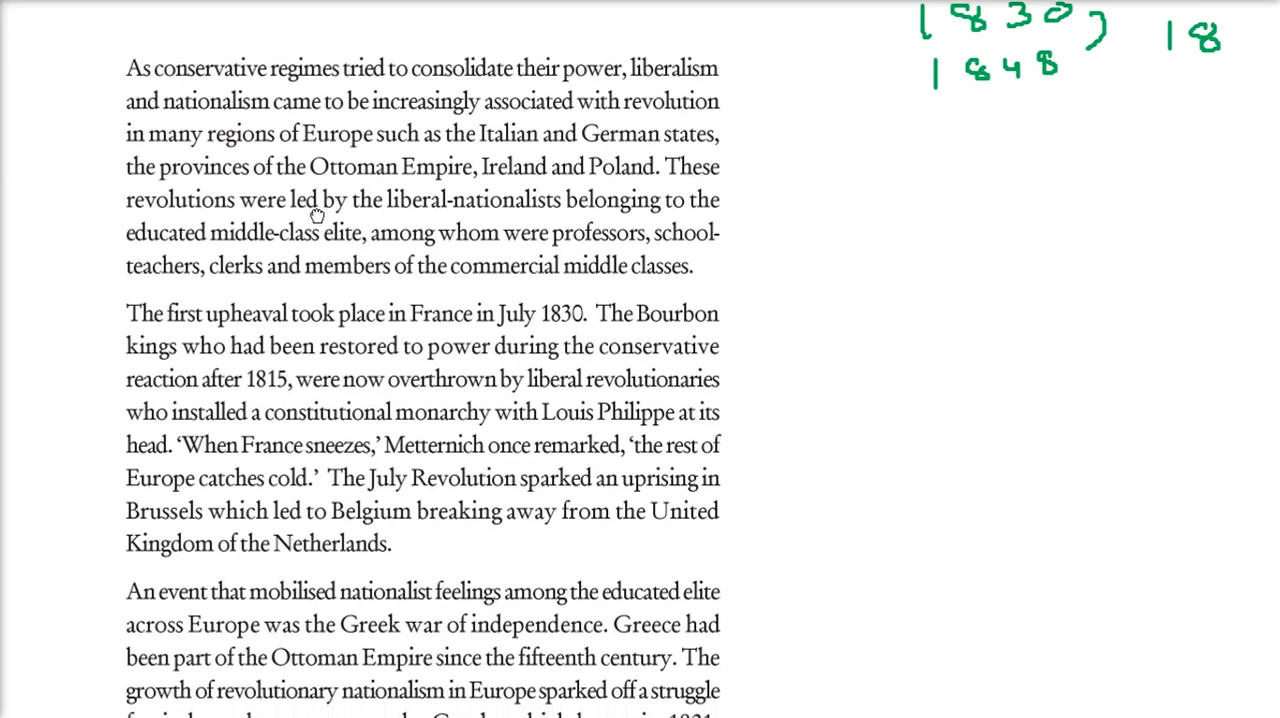 1830, 18
1848
As conservative regimes tried to consolidate their power, liberalism
and nationalism came to be increasingly associated with revolution
in many regions of Europe such as the Italian and German states,
the provinces of the Ottoman Empire, Ireland and Poland. These
revolutions were led by the liberal-nationalists belonging to the
educated middle-class elite, among whom were professors, school-
teachers, clerks and members of the commercial middle classes.
The first upheaval took place in France in July 1830. The Bourbon
kings who had been restored to power during the conservative
reaction after 1815, were now overthrown by liberal revolutionaries
who installed a constitutional monarchy with Louis Philippe at its
head. ‘When France sneezes,’ Metternich once remarked, ‘the rest of
Europe catches cold.’ The July Revolution sparked an uprising in
Brussels which led to Belgium breaking away from the United
Kingdom of the Netherlands.
An event that mobilised nationalist feelings among the educated elite
across Europe was the Greek war of independence. Greece had
been part of the Ottoman Empire since the fifteenth century. The
growth of revolutionary nationalism in Europe sparked off a struggle